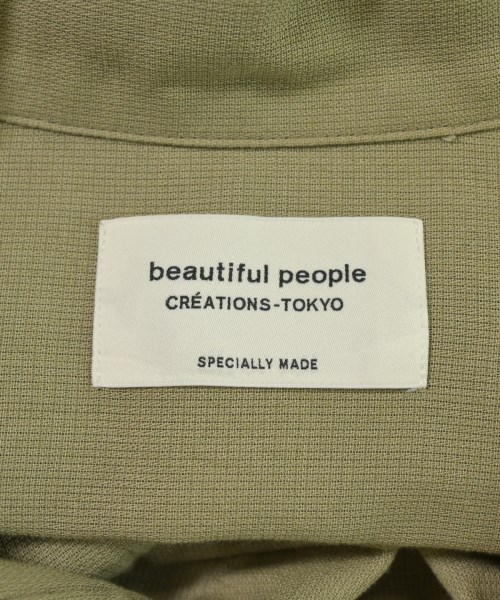 beautiful people
CRÉATIONS-TOKYO
SPECIALLY MADE